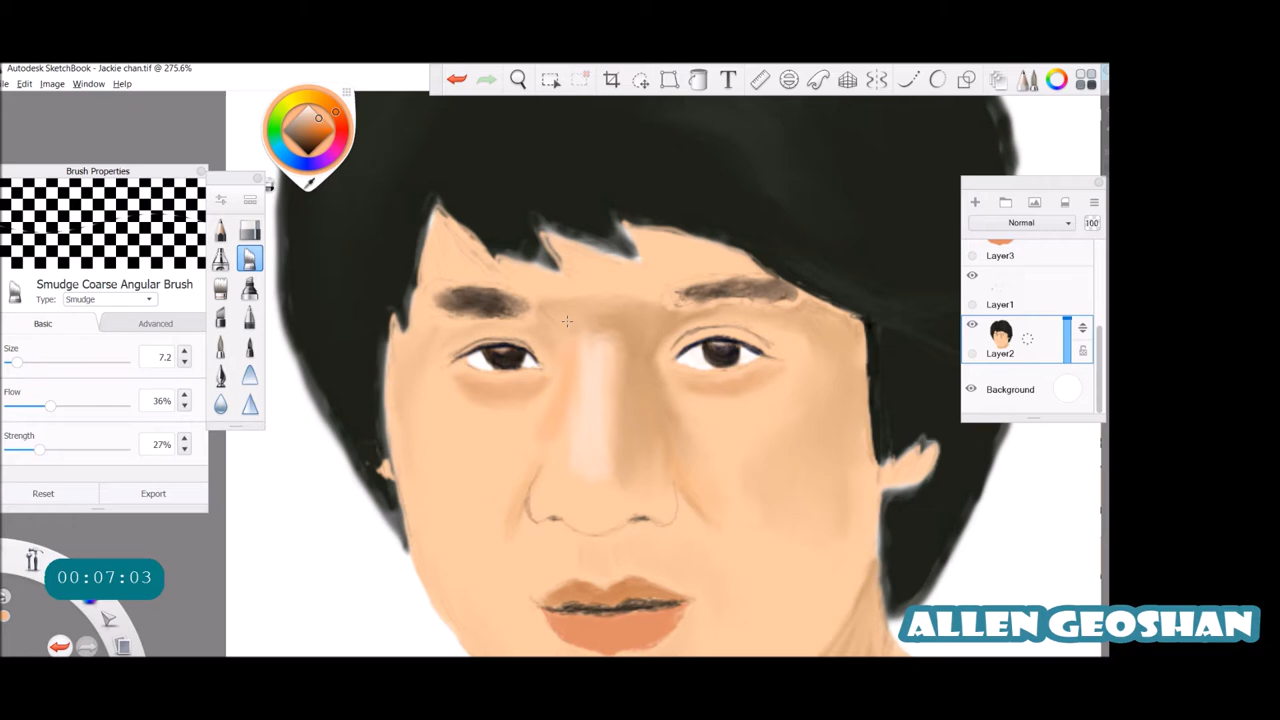 Autodesk SketchBook - Jackie chan.tif @ 275.6%
Edit Image Window Help
T
Brush Properties
Smudge Coarse Angular Brush
Type: Smudge
Basic Advanced
Size
7.2
Flow
36%
Strength
27%
Reset Export
00:07:03
Normal 100
Layer3
Layer1
Layer2
Background
ALLEN GEOSHAN